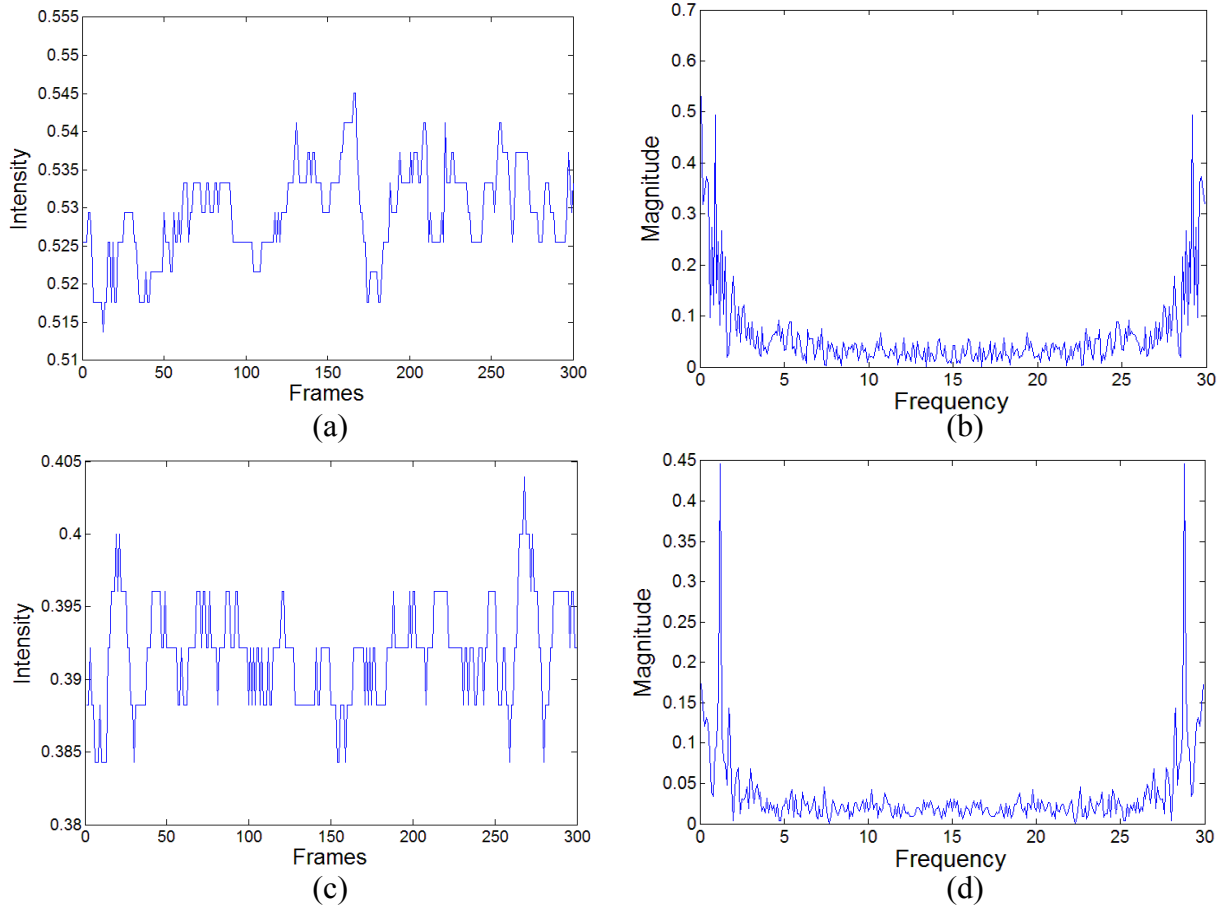 0.555
0.55
0.545
0.54
0.535
0.53
0.525
0.52
0.515
0.51
Intensity
0 50 100 150 200 250 300
Frames
(a)
0.7
0.6
0.5
0.4
0.3
0.2
0.1
0
Magnitude
0 5 10 15 20 25 30
Frequency
(b)
0.405
0.4
0.395
0.39
0.385
0.38
Intensity
0 50 100 150 200 250 300
Frames
(c)
0.45
0.4
0.35
0.3
0.25
0.2
0.15
0.1
0.05
0
Magnitude
0 5 10 15 20 25 30
Frequency
(d)